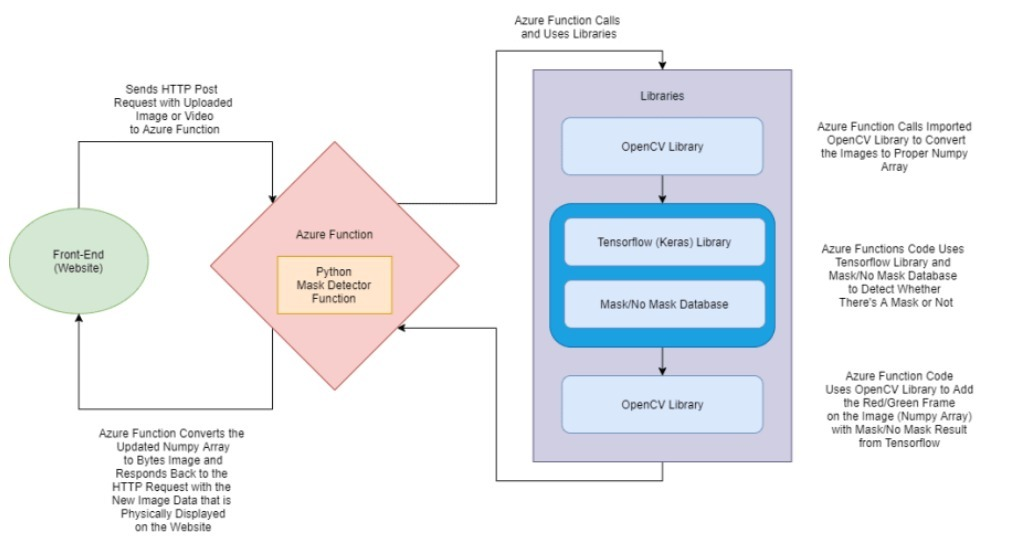 Azure Function Calls
and Uses Libraries
Sends HTTP Post
Request with Uploaded
Image or Video
to Azure Function
Libraries
OpenCV Library
Azure Function Calls Imported
OpenCV Library to Convert
the Images to Proper Numpy
Array
Front-End
(Website)
Azure Function
Python
Mask Detector
Function
Tensorflow (Keras) Library
Mask/No Mask Database
Azure Functions Code Uses
Tensorflow Library and
Mask/No Mask Database
to Detect Whether
There's A Mask or Not
OpenCV Library
Azure Function Code
Uses OpenCV Library to Add
the Red/Green Frame
on the Image (Numpy Array)
with Mask/No Mask Result
from Tensorflow
Azure Function Converts the
Updated Numpy Array
to Bytes Image and
Responds Back to the
HTTP Request with the
New Image Data that is
Physically Displayed
on the Website